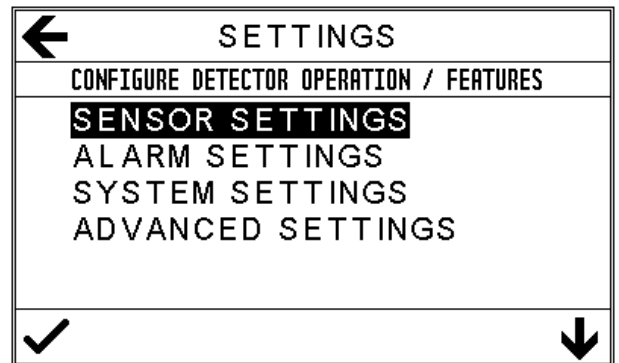 SETTINGS
CONFIGURE DETECTOR OPERATION / FEATURES
SENSOR SETTINGS
ALARM SETTINGS
SYSTEM SETTINGS
ADVANCED SETTINGS